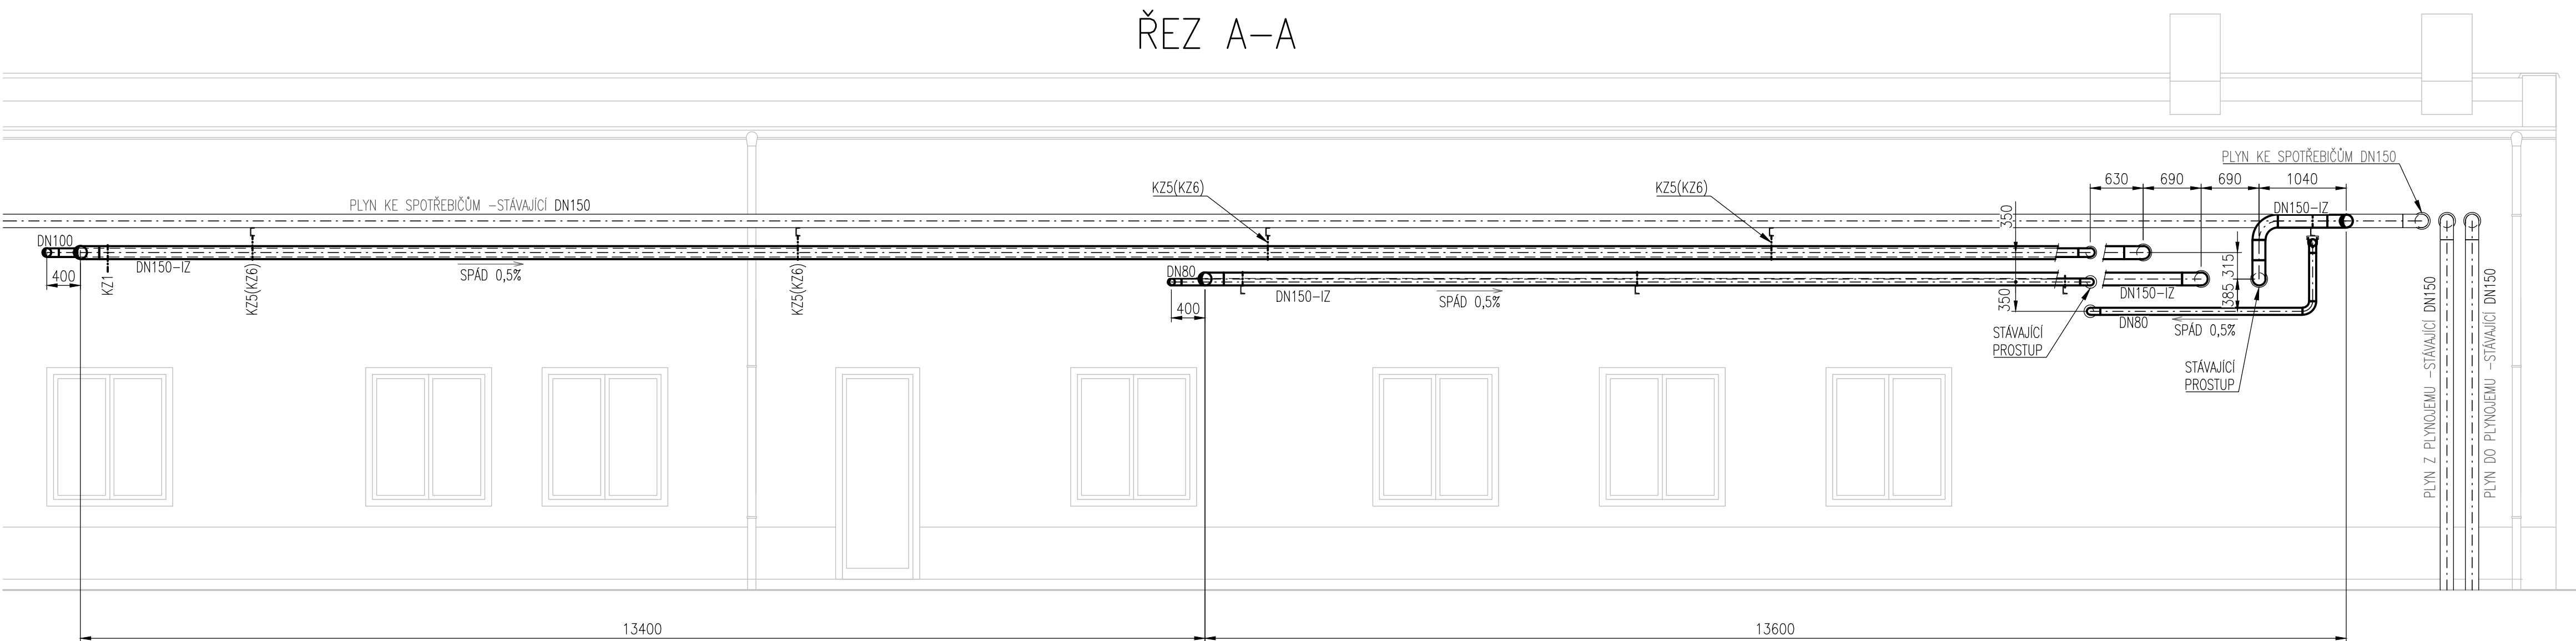 ŘEZ A-A
PLYN KE SPOTŘEBIČŮM DN150
KZ5(KZ6)
KZ5(KZ6)
630
690
690
1040
PLYN KE SPOTŘEBIČŮM -STÁVAJÍCÍ DN150
350
DN150-IZ
DN100
400
KZ1
DN150-IZ
KZ5(KZ6)
SPÁD 0,5%
KZ5(KZ6)
DN80
400
DN150-IZ
SPÁD 0,5%
350
315
385
DN150-IZ
DN80
SPÁD 0,5%
STÁVAJÍCÍ
PROSTUP
STÁVAJÍCÍ
PROSTUP
PLYN Z PLYNOJEMU -STÁVAJÍCÍ DN150
PLYN DO PLYNOJEMU -STÁVAJÍCÍ DN150
13400
13600